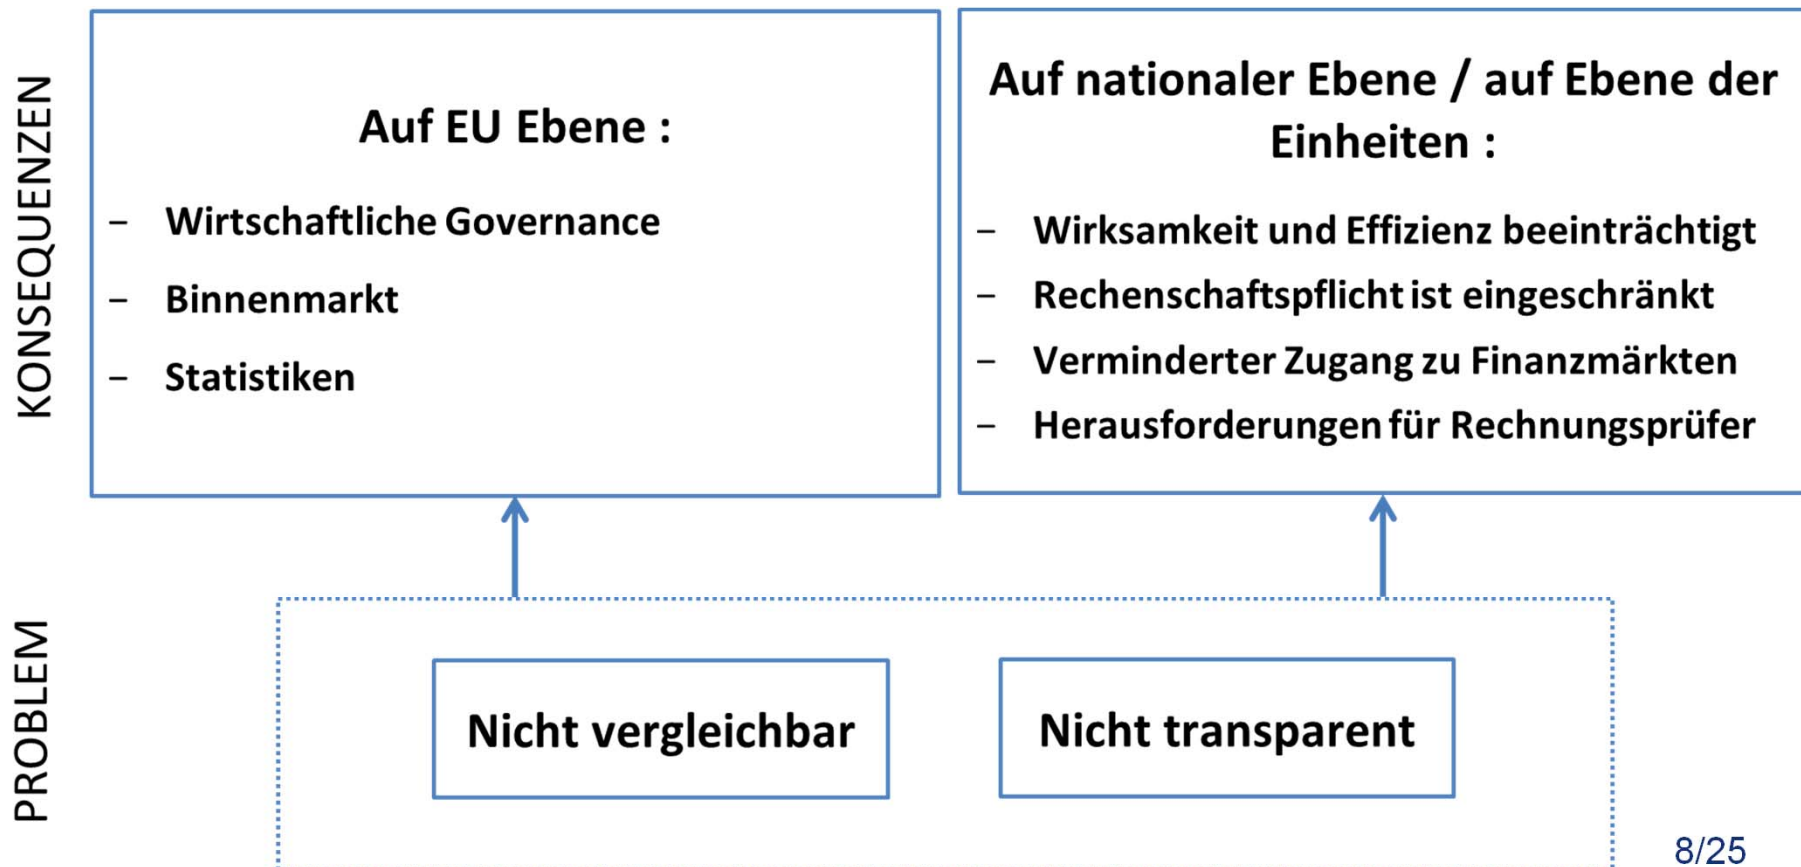 KONSEQUENZEN
Auf EU Ebene :
– Wirtschaftliche Governance
– Binnenmarkt
– Statistiken
Auf nationaler Ebene / auf Ebene der
Einheiten :
– Wirksamkeit und Effizienz beeinträchtigt
– Rechenschaftspflicht ist eingeschränkt
– Verminderter Zugang zu Finanzmärkten
– Herausforderungen für Rechnungsprüfer
PROBLEM
Nicht vergleichbar
Nicht transparent
8/25